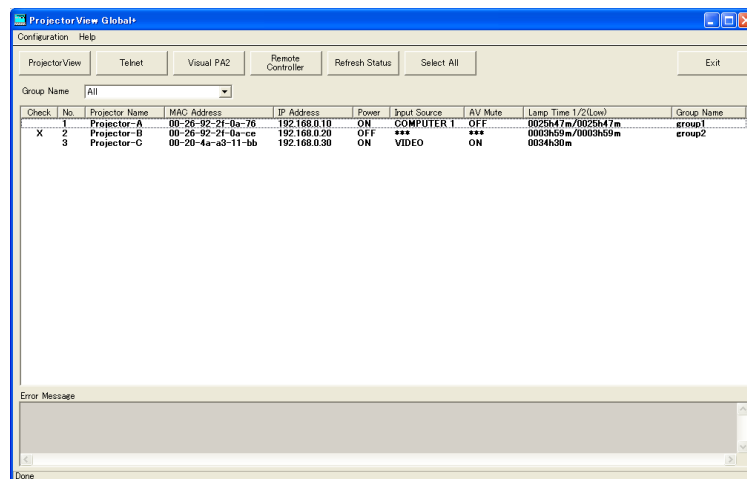 ProjectorView Global+
Configuration Help
ProjectorView Telnet Visual PA2 Remote Controller Refresh Status Select All Exit
Group Name All
Check No. Projector Name MAC Address IP Address Power Input Source AV Mute Lamp Time 1/2(Low) Group Name
1 Projector-A 00-26-92-2f-0a-76 192.168.0.10 ON COMPUTER 1 OFF 0025h47m/0025h47m group1
X 2 Projector-B 00-26-92-2f-0a-ce 192.168.0.20 OFF *** *** 0003h59m/0003h59m group2
3 Projector-C 00-20-4a-a3-11-bb 192.168.0.30 ON VIDEO ON 0034h30m
Error Message
Done